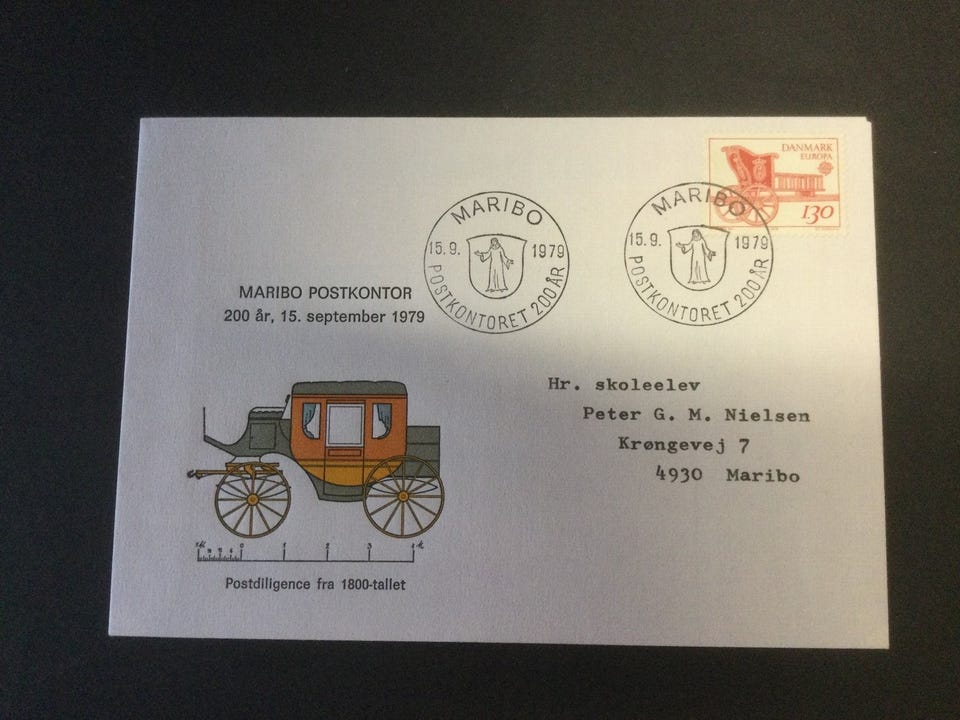 DANMARK
EUROPA
130
MARIBO
15.9. 1979
POSTKONTORET 200 ÅR
MARIBO
15.9. 1979
POSTKONTORET 200 ÅR
MARIBO POSTKONTOR
200 år, 15. september 1979
Hr. skoleelev
Peter G. M. Nielsen
Krøngevej 7
4930 Maribo
0 1 2 3
Postdiligence fra 1800-tallet